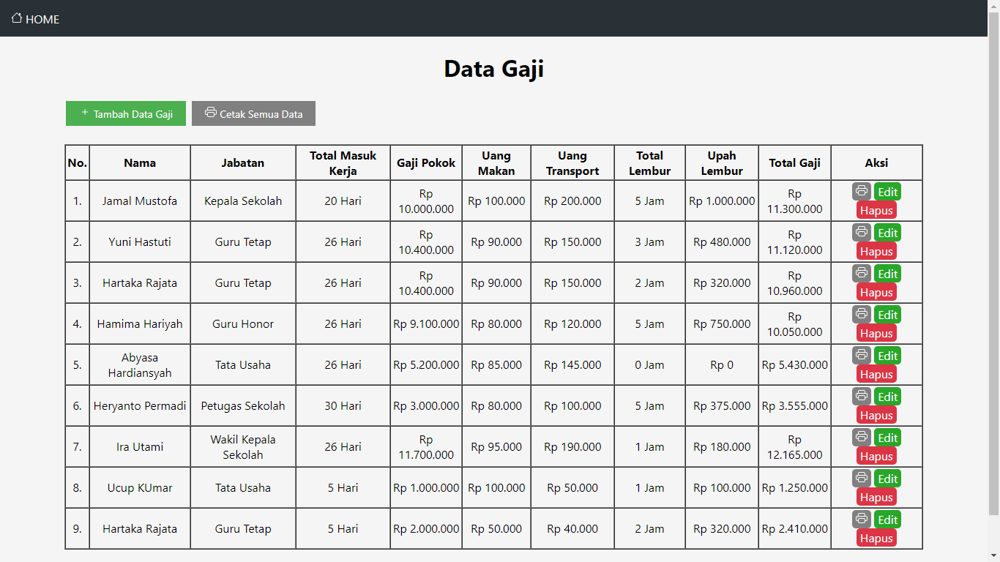 HOME
Data Gaji
+ Tambah Data Gaji Cetak Semua Data
No. Nama Jabatan Total Masuk Kerja Gaji Pokok Uang Makan Uang Transport Total Lembur Upah Lembur Total Gaji Aksi
1. Jamal Mustofa Kepala Sekolah 20 Hari Rp 10.000.000 Rp 100.000 Rp 200.000 5 Jam Rp 1.000.000 Rp 11.300.000 Edit Hapus
2. Yuni Hastuti Guru Tetap 26 Hari Rp 10.400.000 Rp 90.000 Rp 150.000 3 Jam Rp 480.000 Rp 11.120.000 Edit Hapus
3. Hartaka Rajata Guru Tetap 26 Hari Rp 10.400.000 Rp 90.000 Rp 150.000 2 Jam Rp 320.000 Rp 10.960.000 Edit Hapus
4. Hamima Hariyah Guru Honor 26 Hari Rp 9.100.000 Rp 80.000 Rp 120.000 5 Jam Rp 750.000 Rp 10.050.000 Edit Hapus
5. Abyasa Hardiansyah Tata Usaha 26 Hari Rp 5.200.000 Rp 85.000 Rp 145.000 0 Jam Rp 0 Rp 5.430.000 Edit Hapus
6. Heryanto Permadi Petugas Sekolah 30 Hari Rp 3.000.000 Rp 80.000 Rp 100.000 5 Jam Rp 375.000 Rp 3.555.000 Edit Hapus
7. Ira Utami Wakil Kepala Sekolah 26 Hari Rp 11.700.000 Rp 95.000 Rp 190.000 1 Jam Rp 180.000 Rp 12.165.000 Edit Hapus
8. Ucup KUmar Tata Usaha 5 Hari Rp 1.000.000 Rp 100.000 Rp 50.000 1 Jam Rp 100.000 Rp 1.250.000 Edit Hapus
9. Hartaka Rajata Guru Tetap 5 Hari Rp 2.000.000 Rp 50.000 Rp 40.000 2 Jam Rp 320.000 Rp 2.410.000 Edit Hapus